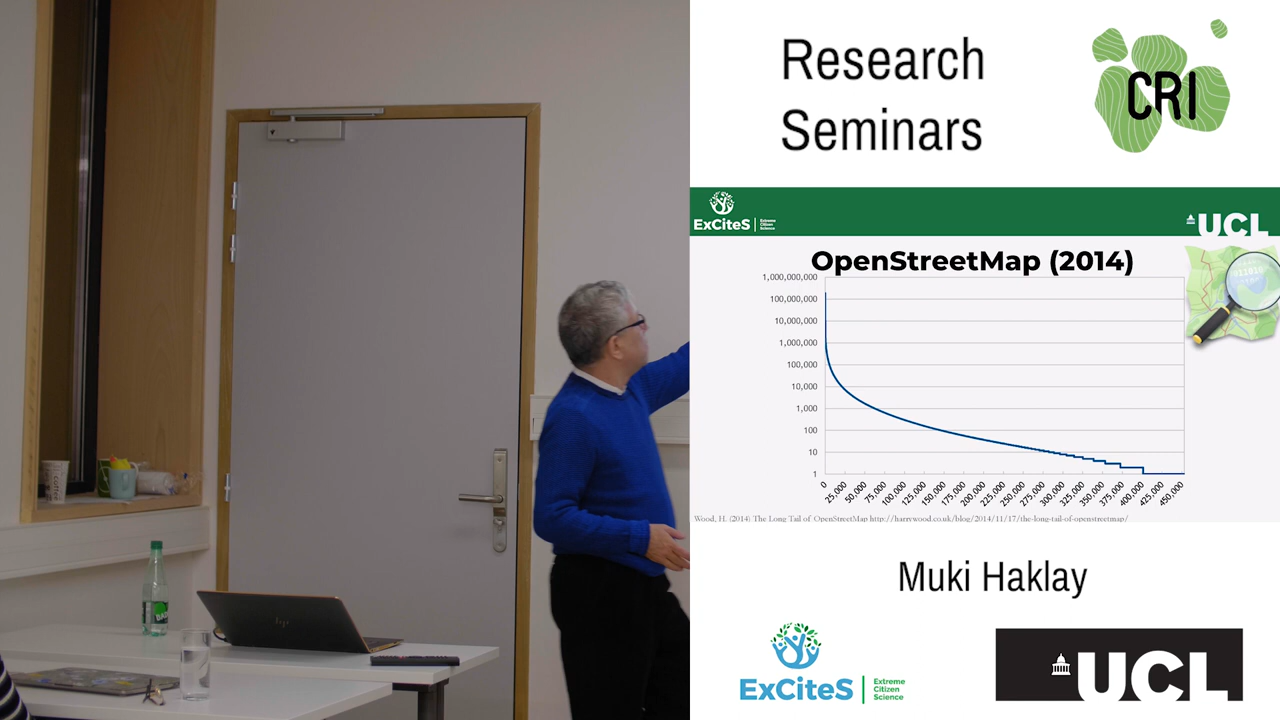 Research
Seminars
CRI
ExCiteS
Extreme
Citizen
Science
UCL
OpenStreetMap (2014)
1,000,000,000
100,000,000
10,000,000
1,000,000
100,000
10,000
1,000
100
10
1
0
25,000
50,000
75,000
100,000
125,000
150,000
175,000
200,000
225,000
250,000
275,000
300,000
325,000
350,000
375,000
400,000
425,000
450,000
Wood, H. (2014) The Long Tail of OpenStreetMap http://harrywood.co.uk/blog/2014/11/17/the-long-tail-of-openstreetmap/
Muki Haklay
ExCiteS
Extreme
Citizen
Science
UCL
hp